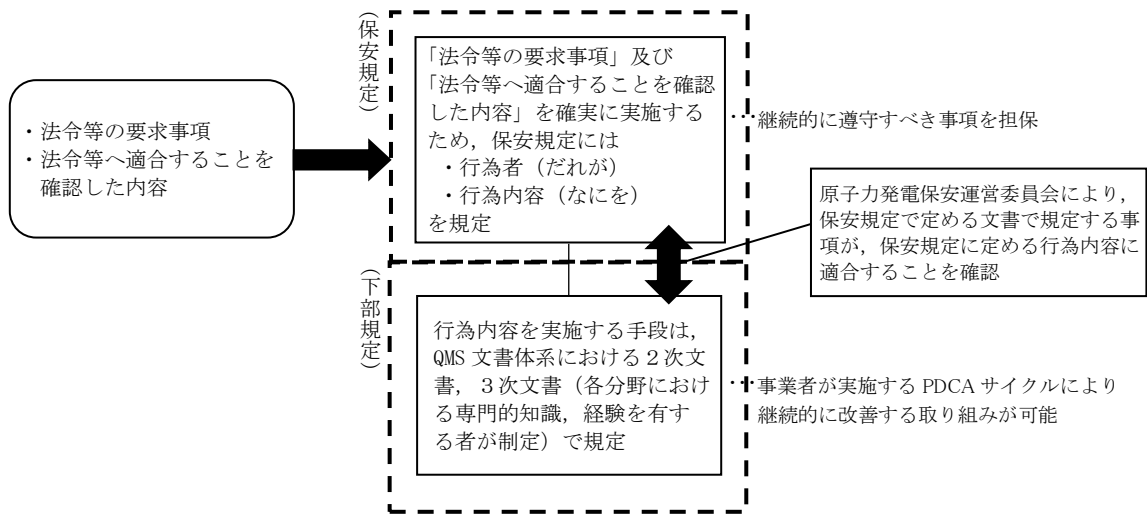 （保安規定）
・法令等の要求事項
・法令等へ適合することを
確認した内容
「法令等の要求事項」及び
「法令等へ適合することを確認
した内容」を確実に実施する
ため，保安規定には
・行為者（だれが）
・行為内容（なにを）
を規定
…継続的に遵守すべき事項を担保
原子力発電保安運営委員会により，
保安規定で定める文書で規定する事
項が，保安規定に定める行為内容に
適合することを確認
（下部規定）
行為内容を実施する手段は，
QMS 文書体系における２次文
書，３次文書（各分野におけ
る専門的知識，経験を有す
る者が制定）で規定
…事業者が実施する PDCA サイクルにより
継続的に改善する取り組みが可能